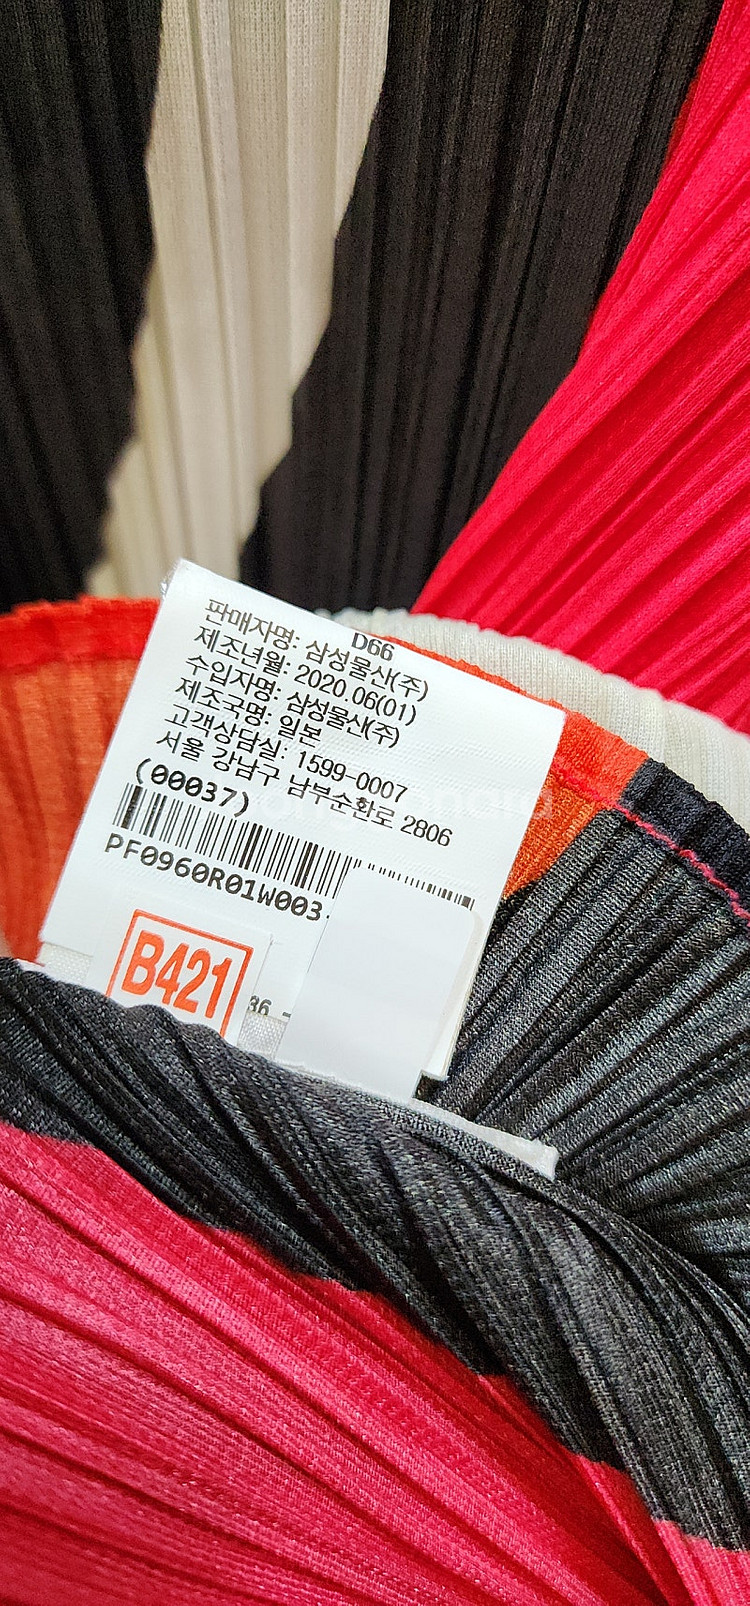 D66
판매자명: 삼성물산(주)
제조년월: 2020.06(01)
수입자명: 삼성물산(주)
제조국명: 일본
고객상담실: 1599-0007
서울 강남구 남부순환로 2806
(00037)
PF0960R01W003
B421
36